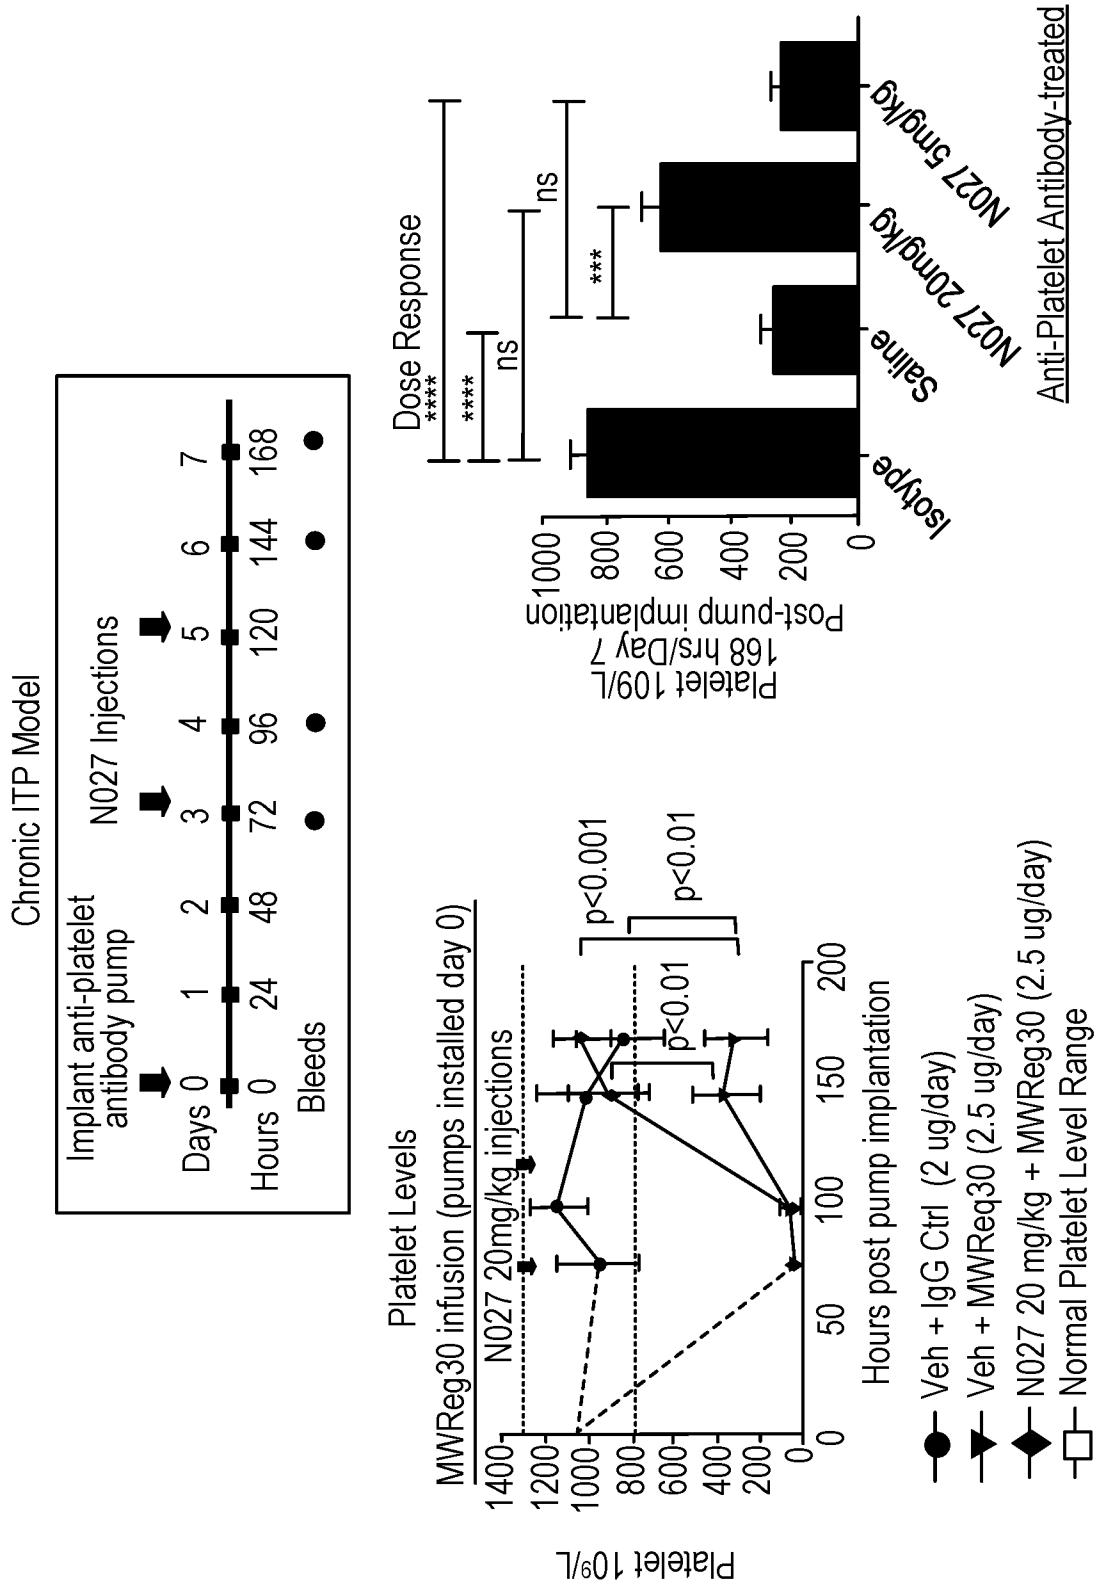 Chronic ITP Model
Implant anti-platelet
antibody pump
N027 Injections
Days 0 1 2 3 4 5 6 7
Hours 0 24 48 72 96 120 144 168
Bleeds
Platelet Levels
MWReg30 infusion (pumps installed day 0)
N027 20mg/kg injections
1400
1200
1000
800
600
400
200
0
Platelet 10⁹/L
0 50 100 150 200
Hours post pump implantation
p<0.01
p<0.001
p<0.01
Veh + IgG Ctrl (2 ug/day)
Veh + MWReq30 (2.5 ug/day)
N027 20 mg/kg + MWReg30 (2.5 ug/day)
Normal Platelet Level Range
Dose Response
****
****
ns
ns
***
Platelet 109/L
168 hrs/Day 7
Post-pump implantation
1000
800
600
400
200
0
Isotype
Saline
N027 20mg/kg
N027 5mg/kg
Anti-Platelet Antibody-treated